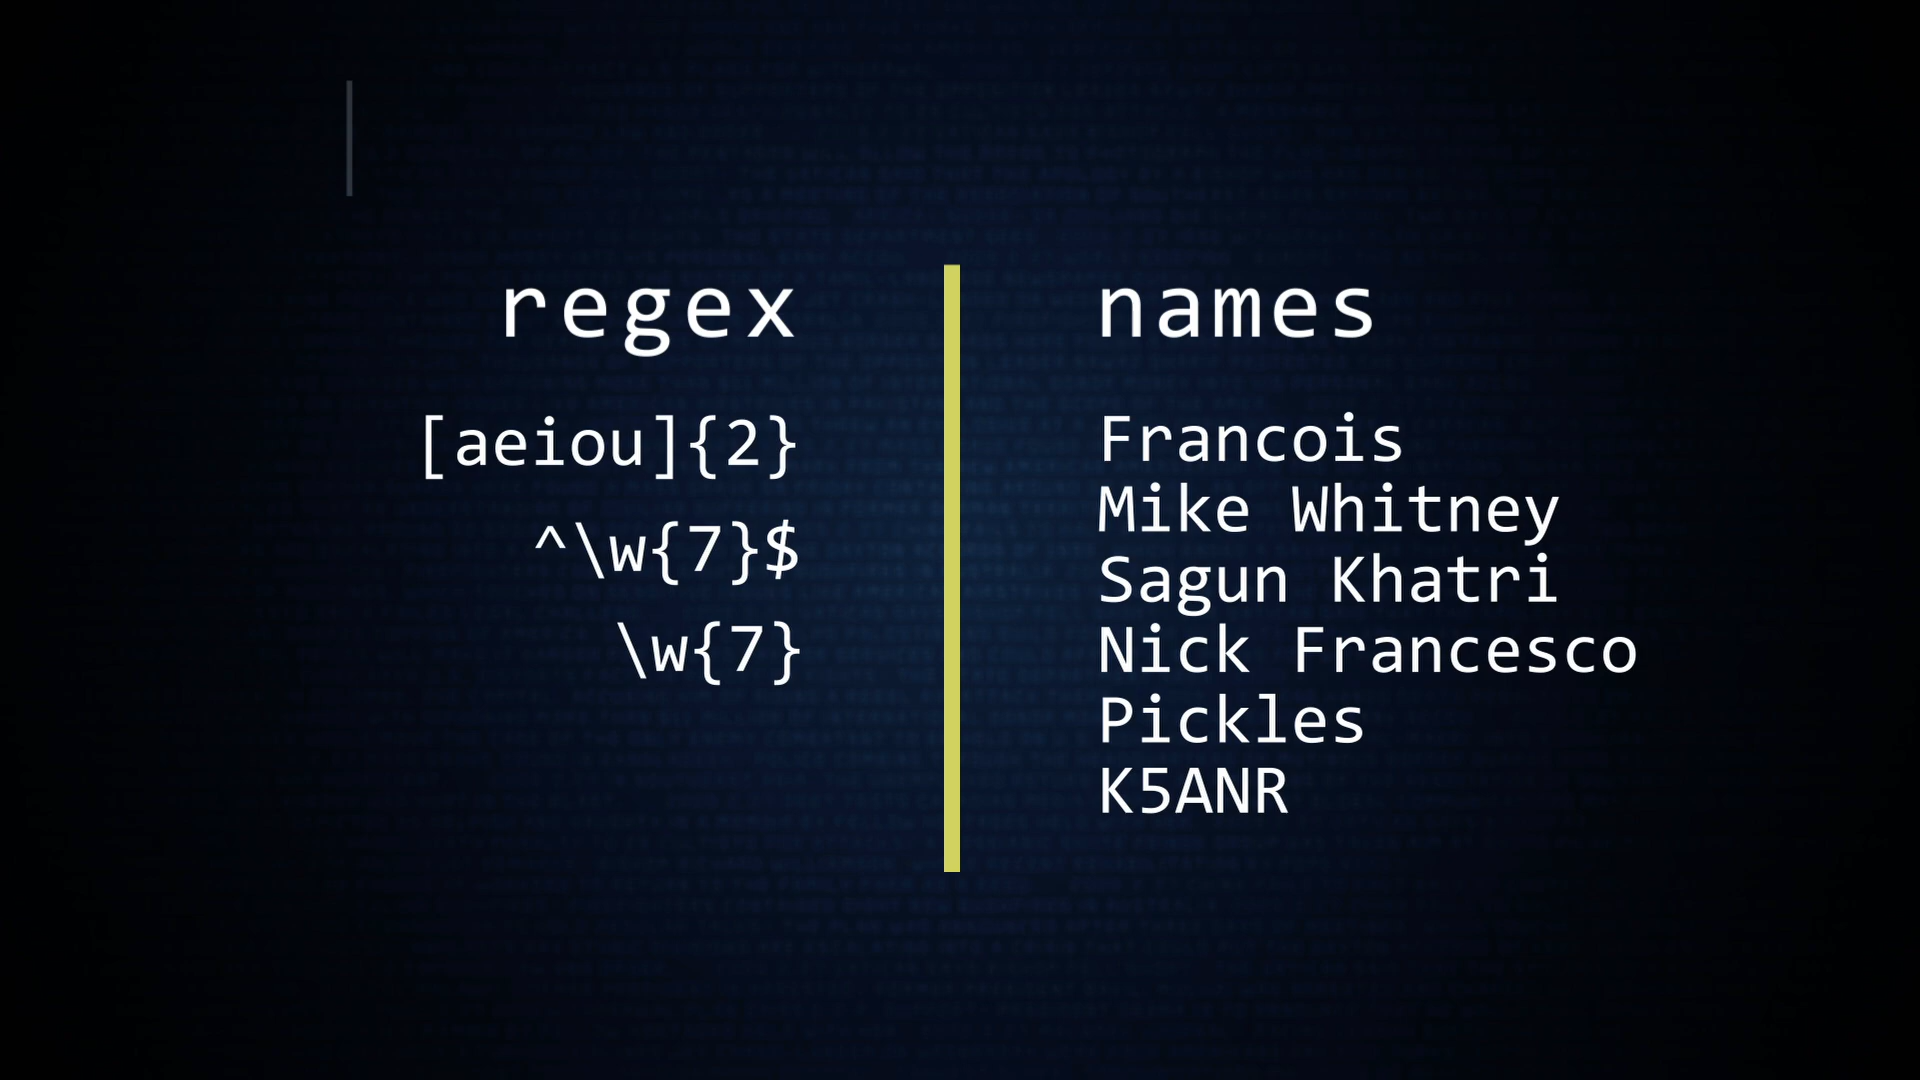 regex
[aeiou]{2}
^\w{7}$
\w{7}
names
Francois
Mike Whitney
Sagun Khatri
Nick Francesco
Pickles
K5ANR